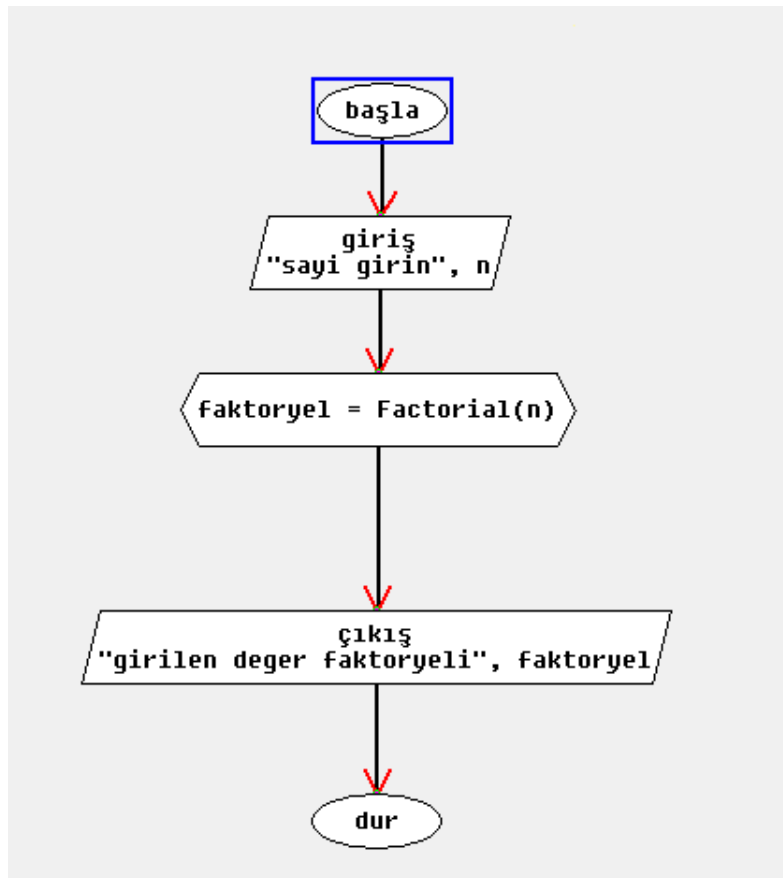 başla
giriş
"sayi girin", n
faktoryel = Factorial(n)
çıkış
"girilen deger faktoryeli", faktoryel
dur